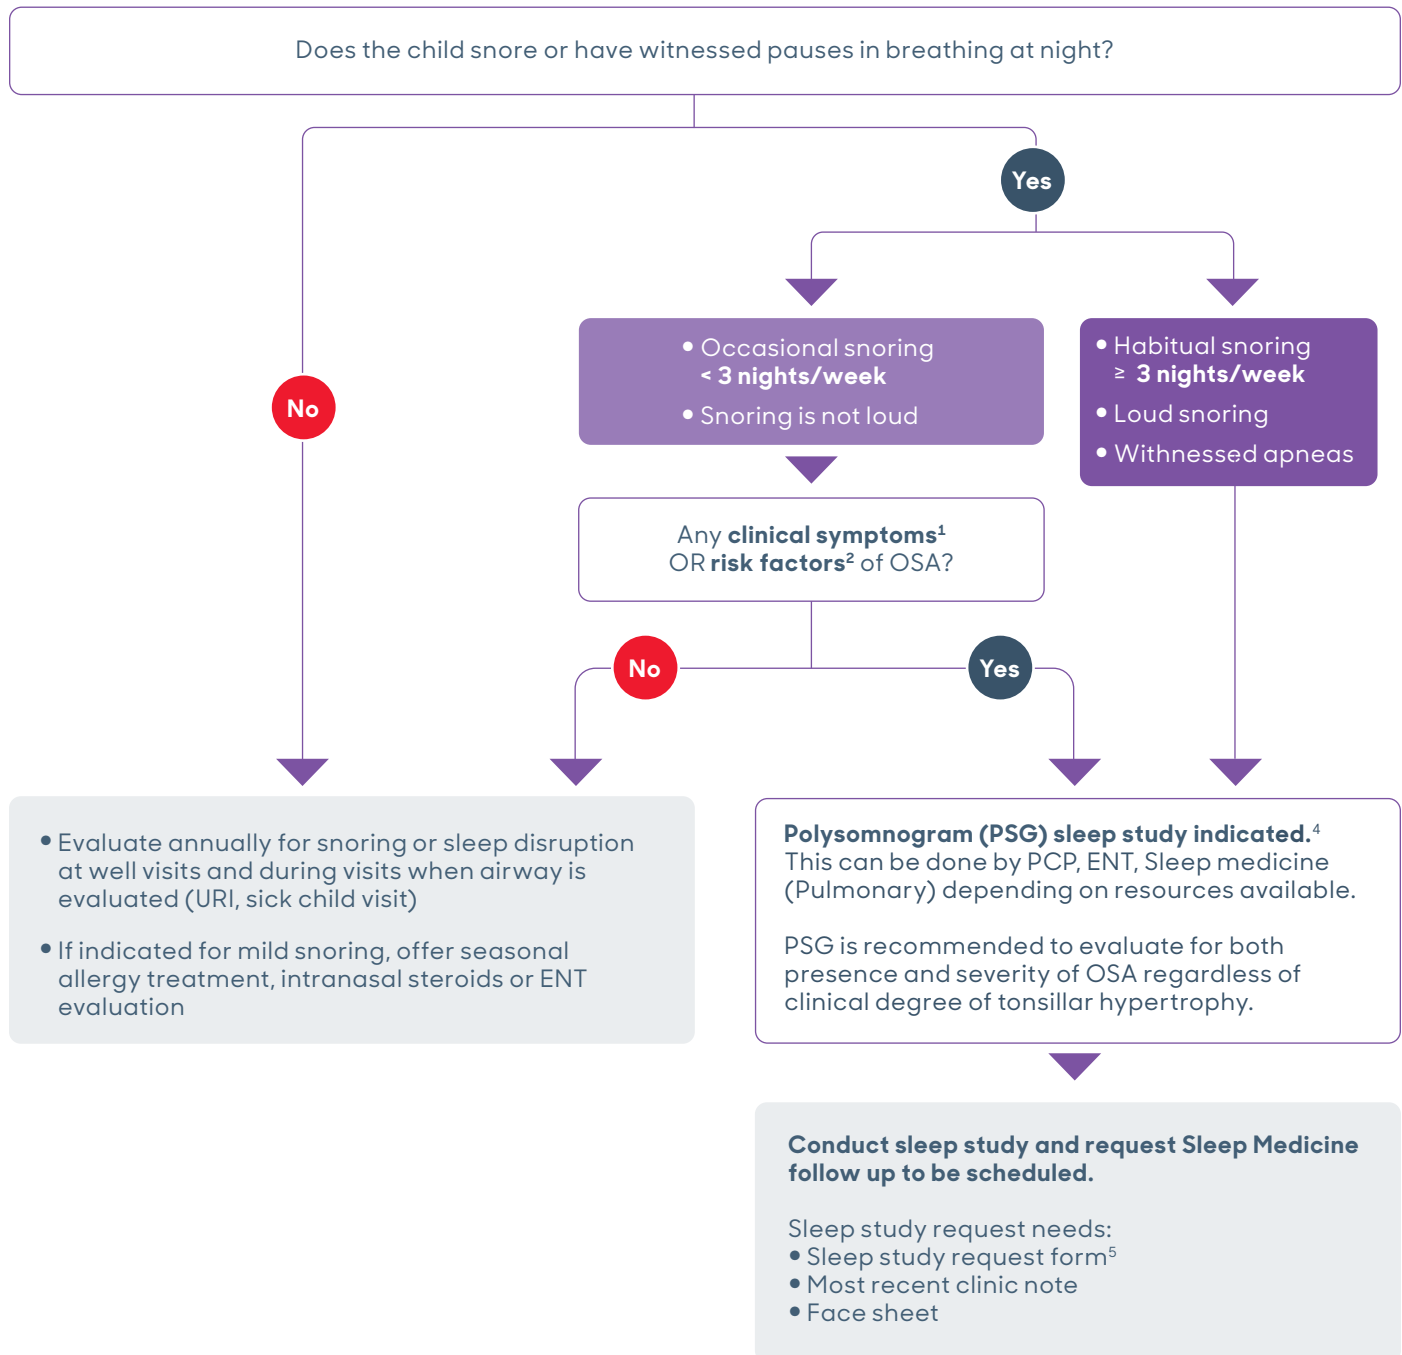 Does the child snore or have witnessed pauses in breathing at night?
Yes
No
• Occasional snoring
< 3 nights/week
• Snoring is not loud
• Habitual snoring
≥ 3 nights/week
• Loud snoring
• Withnessed apneas
Any clinical symptoms¹
OR risk factors² of OSA?
No
Yes
• Evaluate annually for snoring or sleep disruption
at well visits and during visits when airway is
evaluated (URI, sick child visit)
• If indicated for mild snoring, offer seasonal
allergy treatment, intranasal steroids or ENT
evaluation
Polysomnogram (PSG) sleep study indicated.⁴
This can be done by PCP, ENT, Sleep medicine
(Pulmonary) depending on resources available.
PSG is recommended to evaluate for both
presence and severity of OSA regardless of
clinical degree of tonsillar hypertrophy.
Conduct sleep study and request Sleep Medicine
follow up to be scheduled.
Sleep study request needs:
• Sleep study request form⁵
• Most recent clinic note
• Face sheet